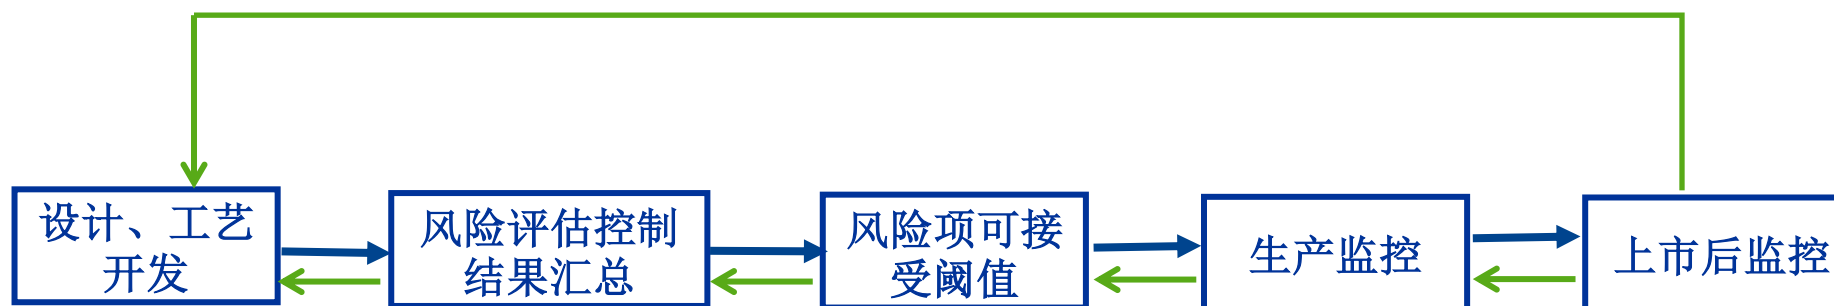 设计、工艺
开发
风险评估控制
结果汇总
风险项可接
受阈值
生产监控
上市后监控